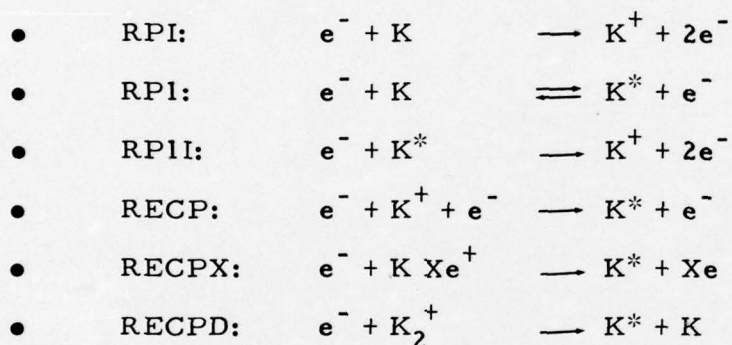 • RPI: e⁻ + K ⟶ K⁺ + 2e⁻
• RP1: e⁻ + K ⇌ K* + e⁻
• RP1I: e⁻ + K* ⟶ K⁺ + 2e⁻
• RECP: e⁻ + K⁺ + e⁻ ⟶ K* + e⁻
• RECPX: e⁻ + K Xe⁺ ⟶ K* + Xe
• RECPD: e⁻ + K₂⁺ ⟶ K* + K